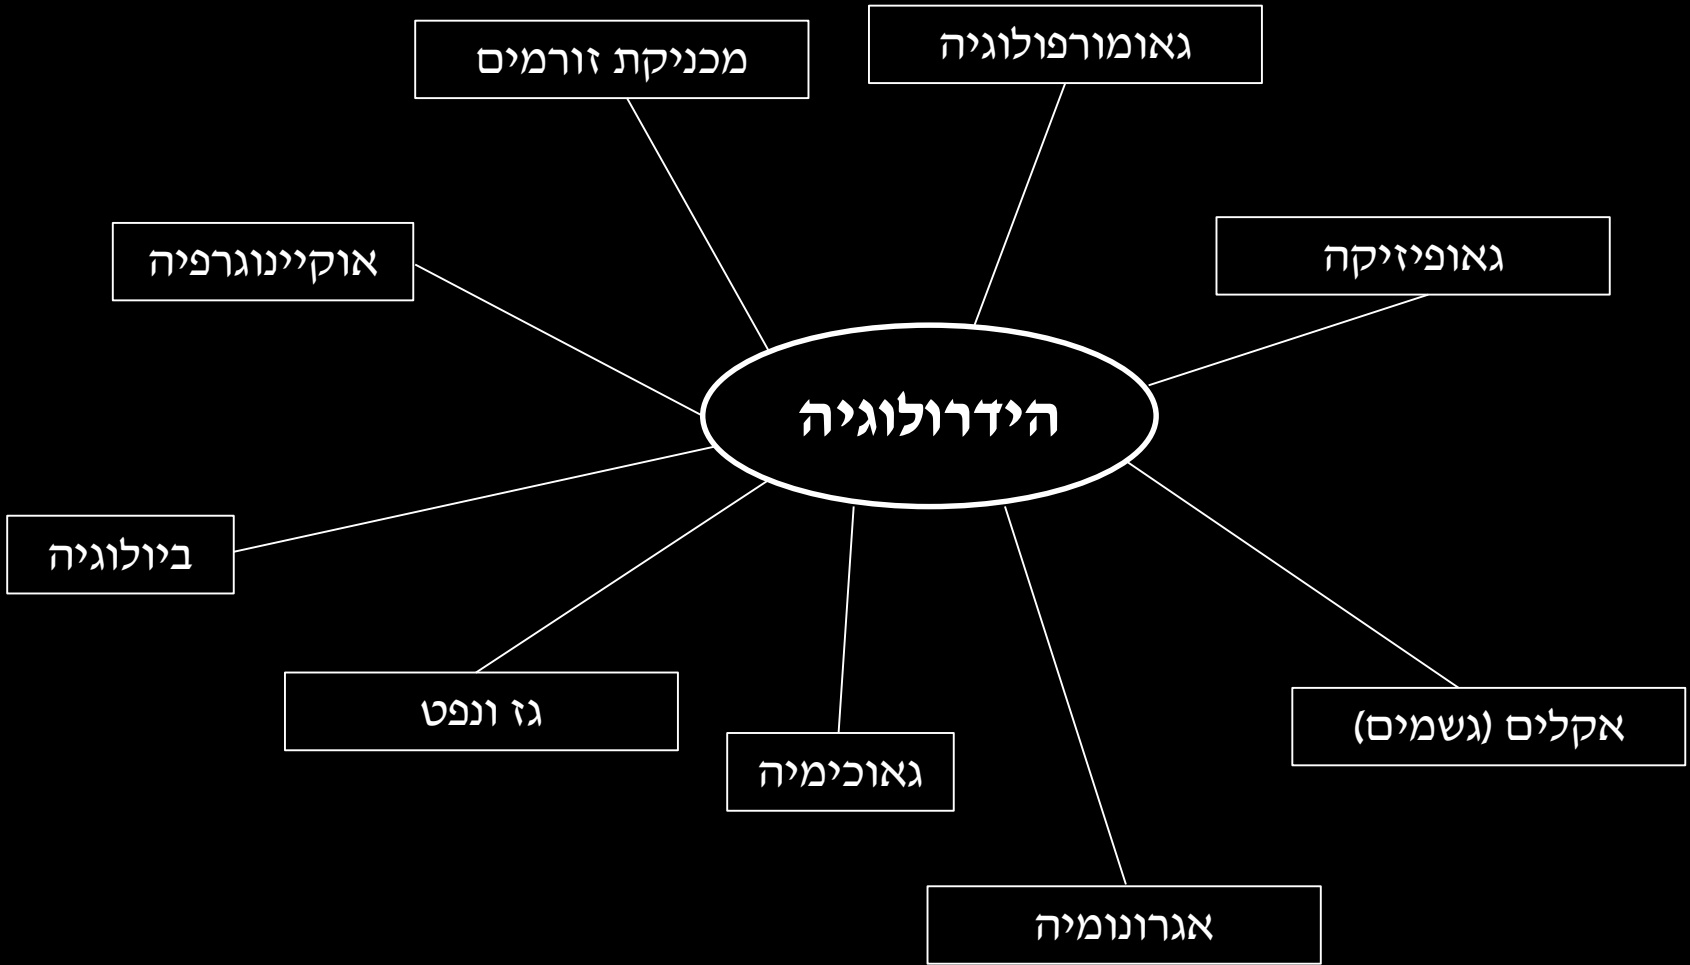 גאומורפולוגיה
מכניקת זורמים
גאופיזיקה
אוקיינוגרפיה
הידרולוגיה
ביולוגיה
גז ונפט
אקלים (גשמים)
גאוכימיה
אגרונומיה